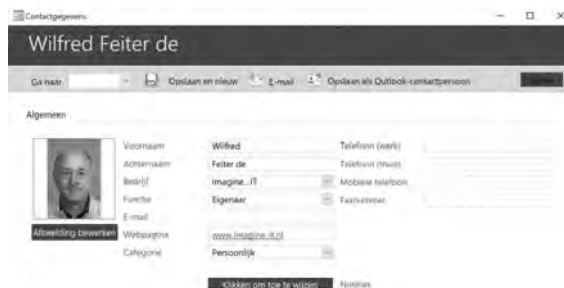 Contactgegevens
Wilfred Feiter de
Ga naar Opslaan en nieuw E-mail Opslaan als Outlook-contactpersoon
Algemeen
Voornaam Wilfred Telefoon (werk)
Achternaam Feiter de Telefoon (thuis)
Bedrijf Imagine...IT Mobiele telefoon
Functie Eigenaar Faxnummer
E-mail
Afbeelding bewerken Webpagina www.imagine-it.nl
Categorie Persoonlijk
Klikken om toe te wijzen Notities